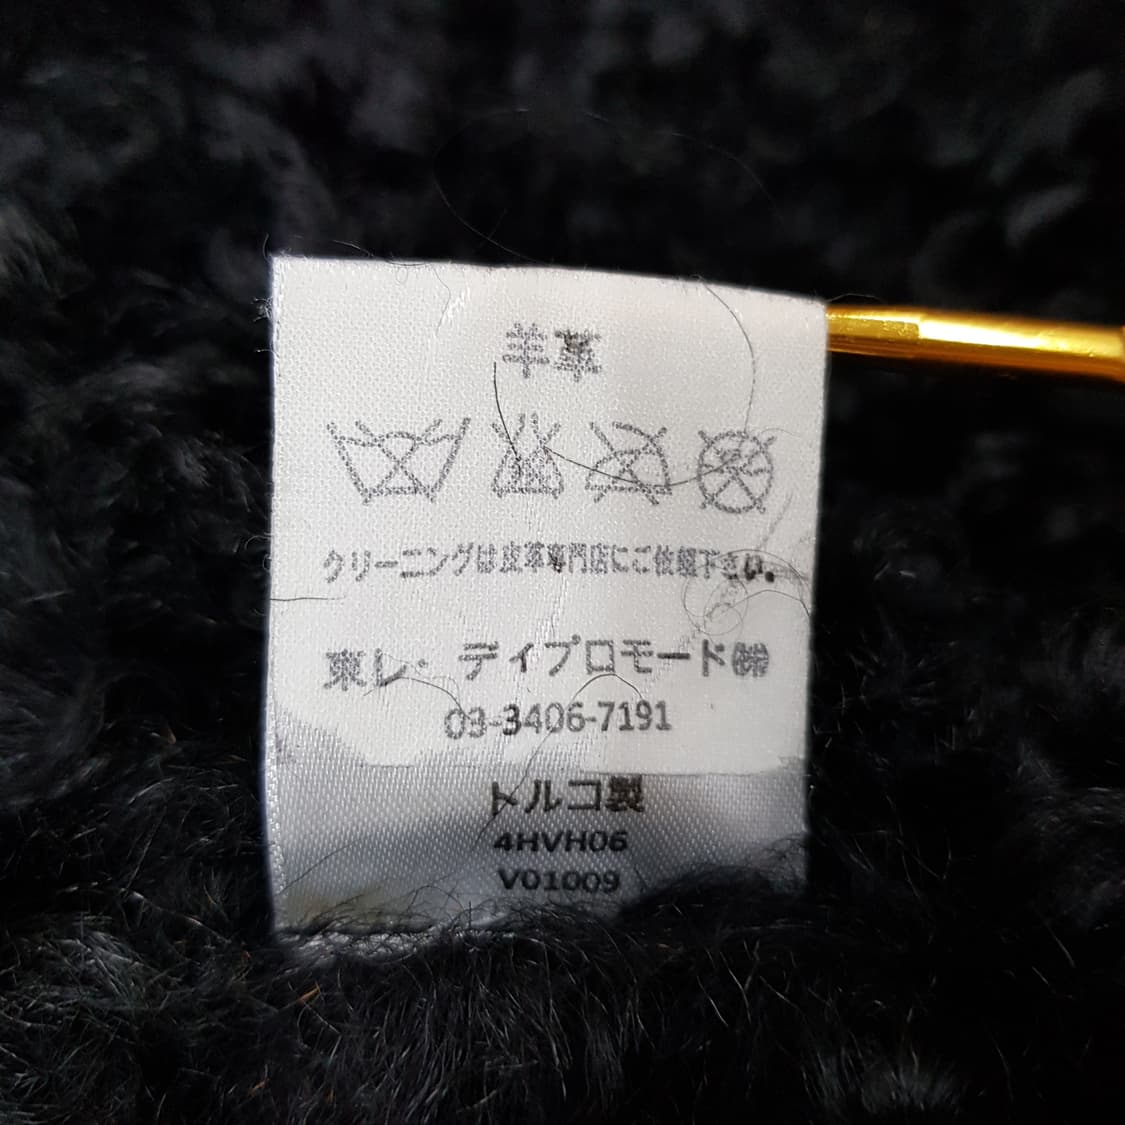 羊革
クリーニングは皮革専門店にご依頼下さい。
東レ・ディプロモード㈱
03-3406-7191
トルコ製
4HVH06
V01009